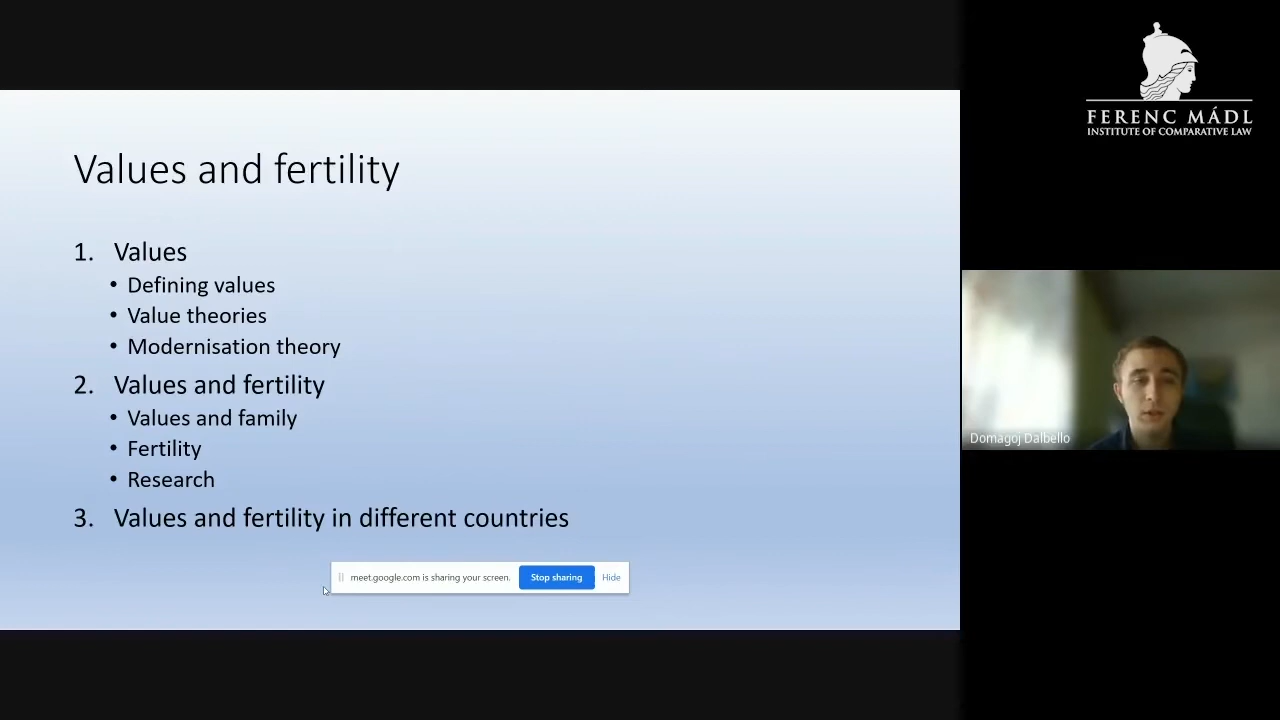 Values and fertility
1. Values
• Defining values
• Value theories
• Modernisation theory
2. Values and fertility
• Values and family
• Fertility
• Research
3. Values and fertility in different countries
meet.google.com is sharing your screen. Stop sharing Hide
FERENC MÁDL
INSTITUTE OF COMPARATIVE LAW
Domagoj Dalbello